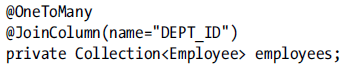 @OneToMany
@JoinColumn(name="DEPT_ID")
private Collection<Employee> employees;